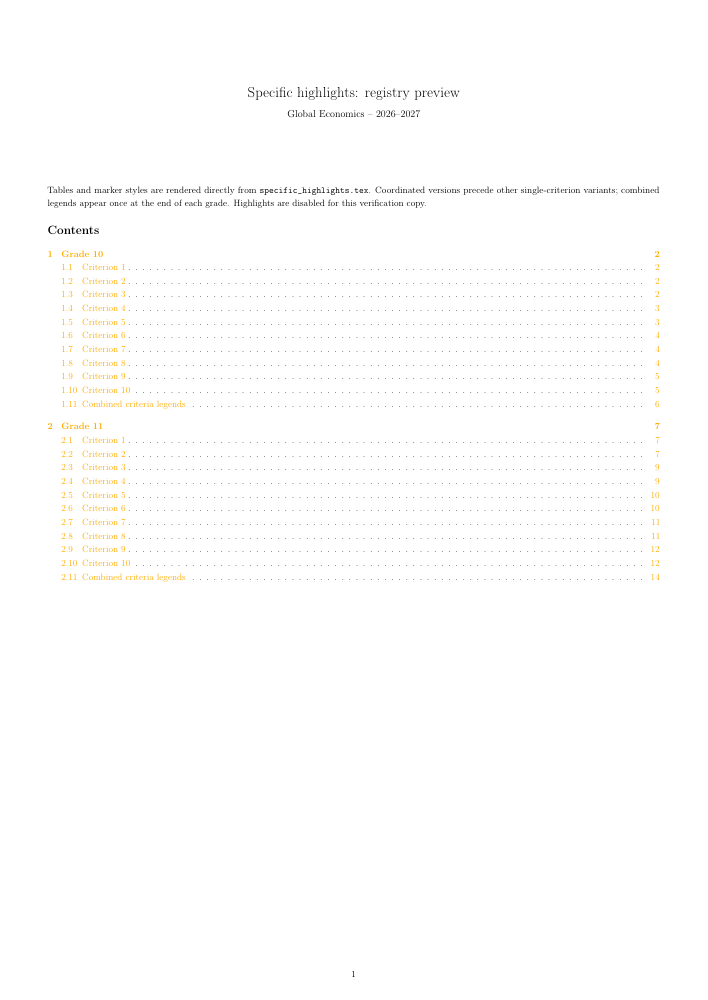 Specific highlights: registry preview
Global Economics – 2026–2027
Tables and marker styles are rendered directly from specific_highlights.tex. Coordinated versions precede other single-criterion variants; combined
legends appear once at the end of each grade. Highlights are disabled for this verification copy.
Contents
1 Grade 10 2
1.1 Criterion 1 2
1.2 Criterion 2 2
1.3 Criterion 3 2
1.4 Criterion 4 3
1.5 Criterion 5 3
1.6 Criterion 6 4
1.7 Criterion 7 4
1.8 Criterion 8 4
1.9 Criterion 9 5
1.10 Criterion 10 5
1.11 Combined criteria legends 6
2 Grade 11 7
2.1 Criterion 1 7
2.2 Criterion 2 7
2.3 Criterion 3 9
2.4 Criterion 4 9
2.5 Criterion 5 10
2.6 Criterion 6 10
2.7 Criterion 7 11
2.8 Criterion 8 11
2.9 Criterion 9 12
2.10 Criterion 10 12
2.11 Combined criteria legends 14
1